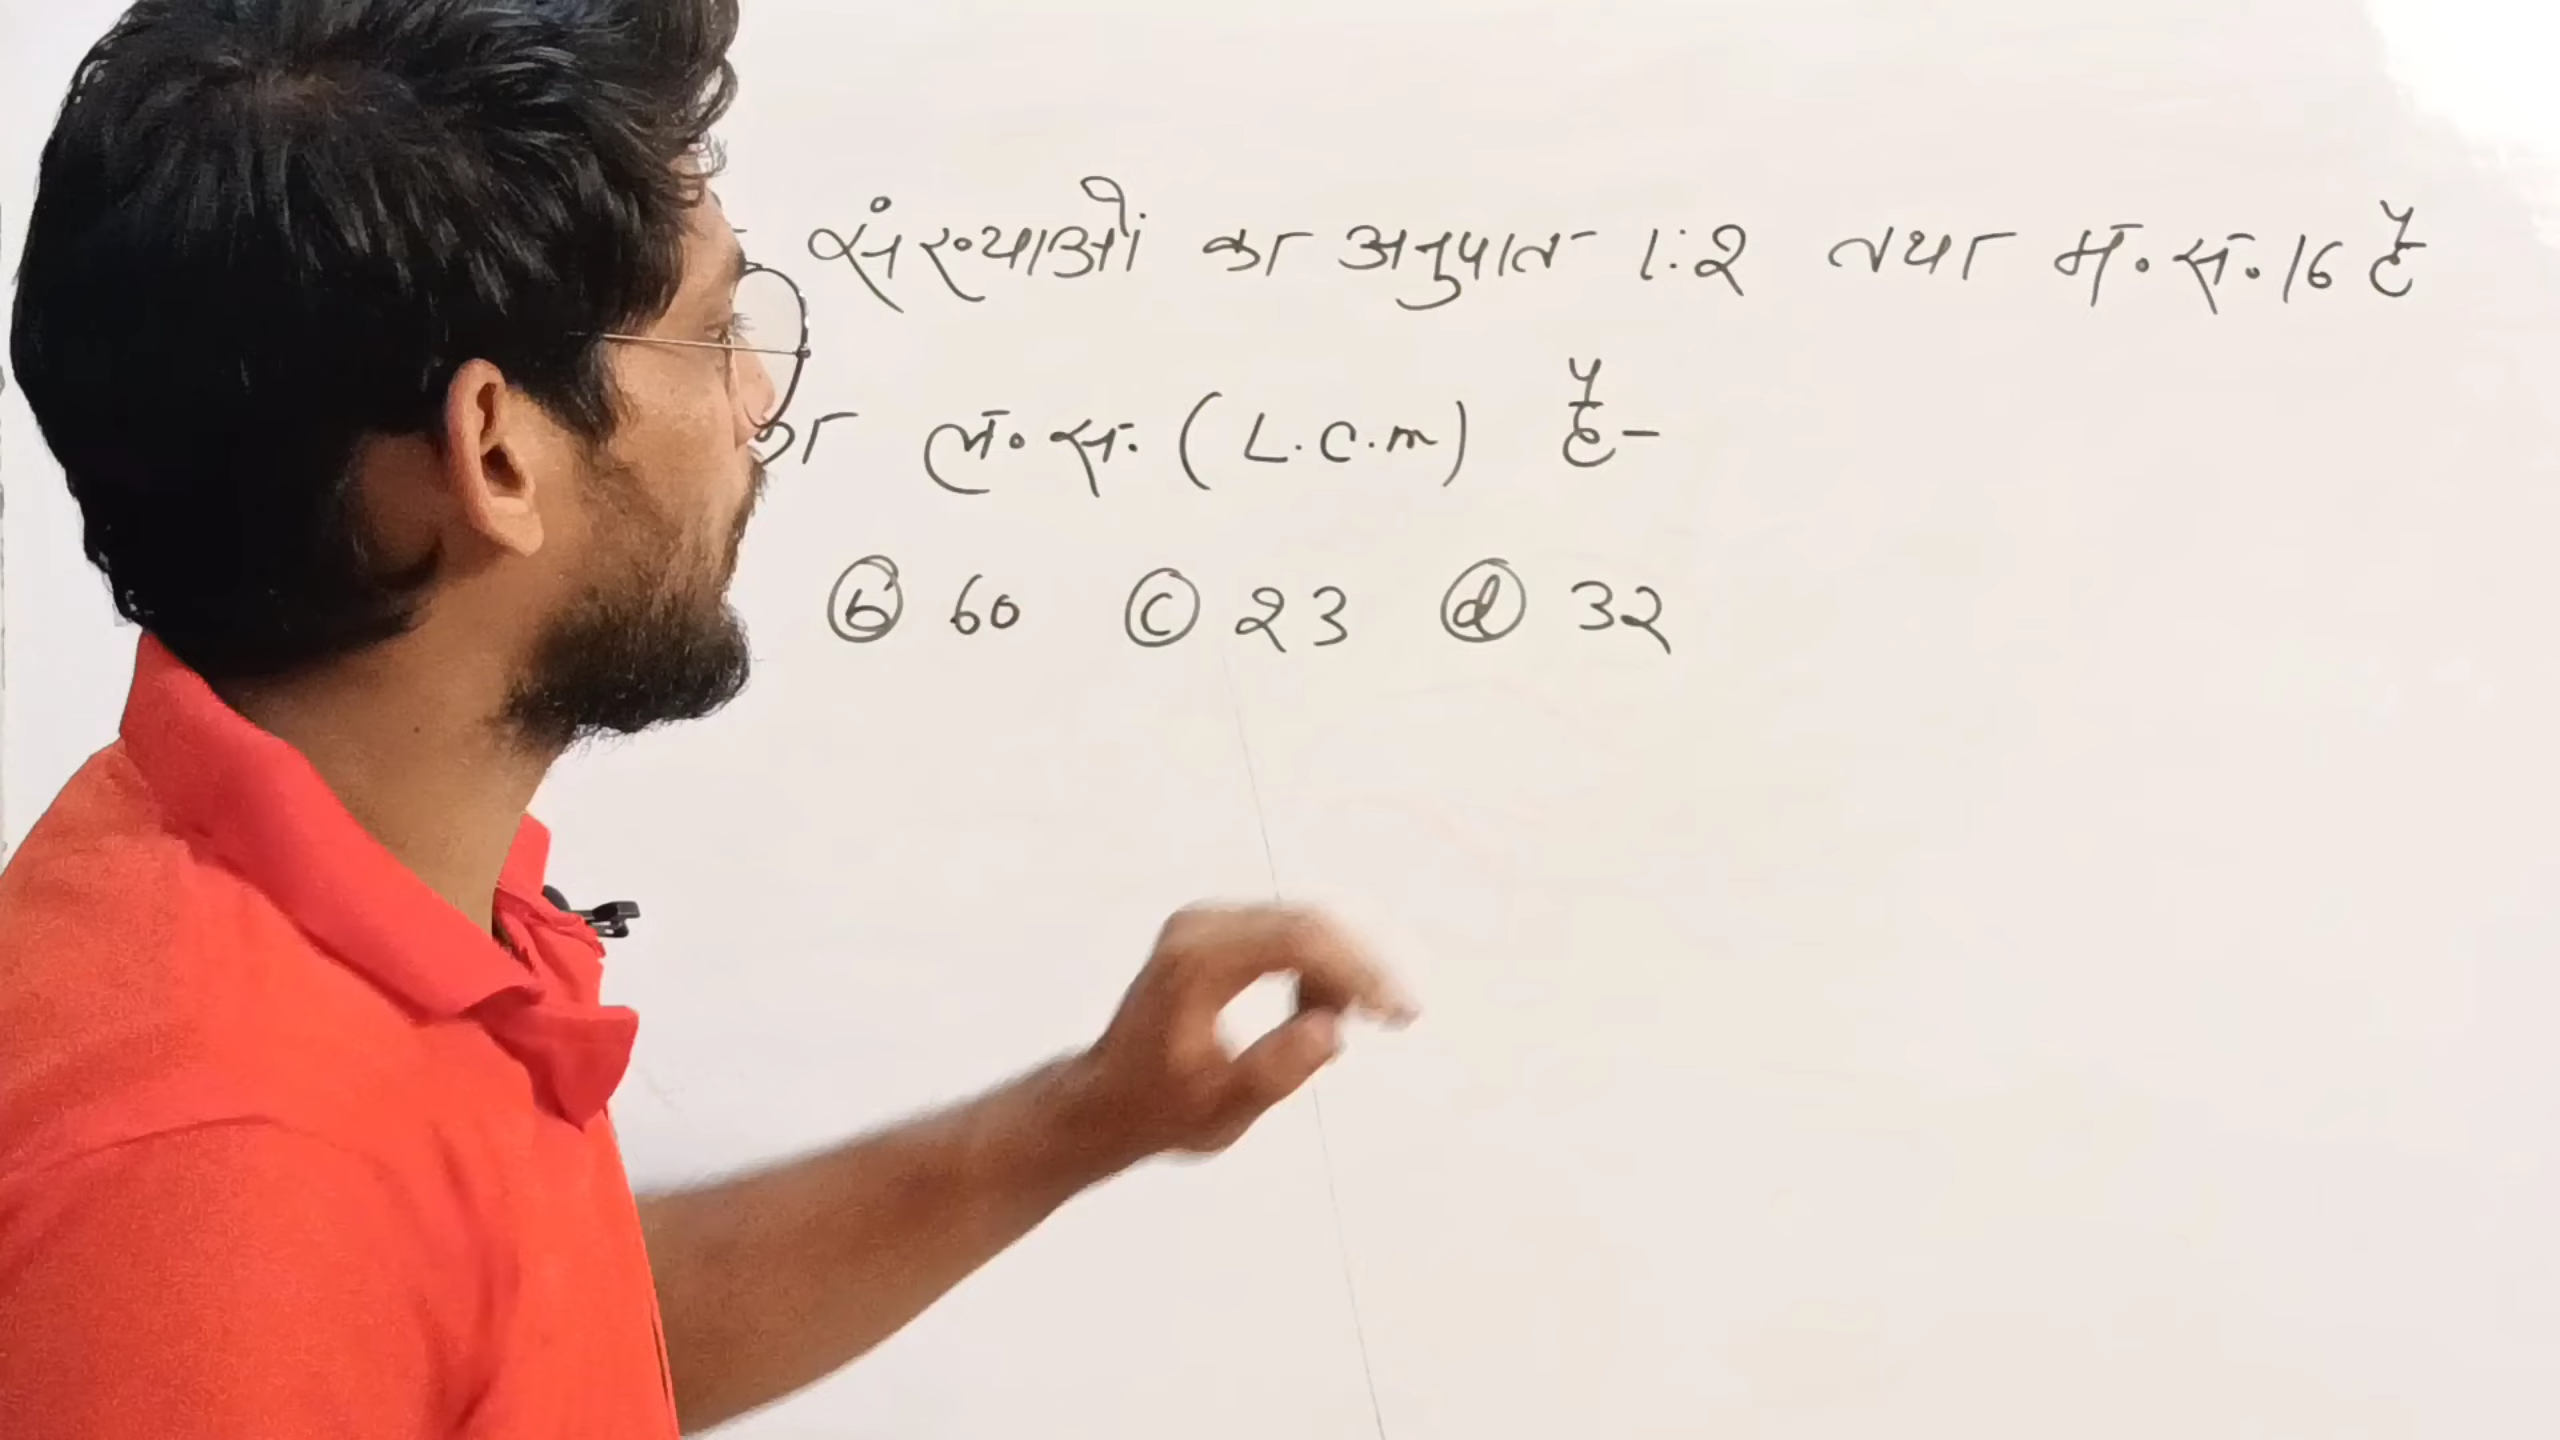 संख्याओं का अनुपात 1:2 तथा म॰स॰ 16 है
का ल॰स॰ (L.C.M) है-
ⓑ 60 ⓒ 23 ⓓ 32